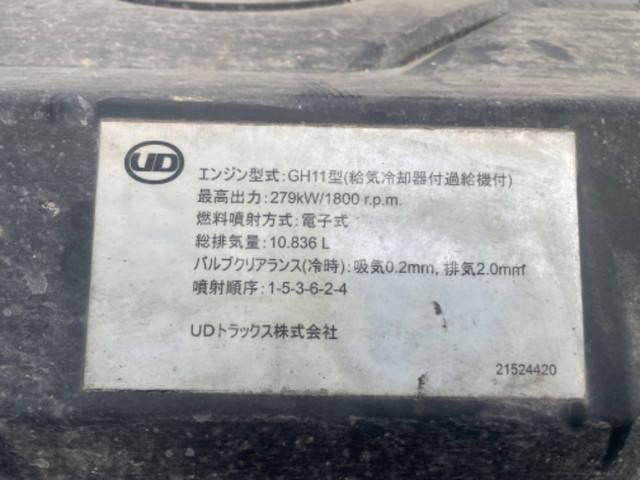 UD
エンジン型式:GH11型(給気冷却器付過給機付)
最高出力:279kW/1800 r.p.m.
燃料噴射方式:電子式
総排気量:10.836 L
バルブクリアランス(冷時):吸気0.2mm, 排気2.0mm
噴射順序:1-5-3-6-2-4
UDトラックス株式会社
21524420